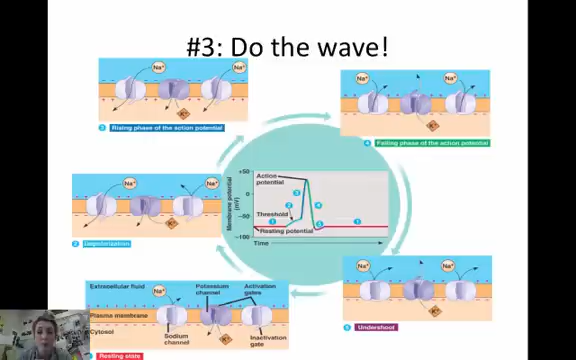 #3: Do the wave!
Na⁺
Na⁺
K⁺
3 Rising phase of the action potential
Na⁺
Na⁺
K⁺
4 Falling phase of the action potential
Na⁺
Na⁺
K⁺
2 Depolarization
Membrane potential
(mV)
+50
0
−50
−100
Action
potential
Threshold
Resting potential
1
2
3
4
5
1
Time
Extracellular fluid
Potassium
channel
Activation
gates
Na⁺
Plasma membrane
Cytosol
Sodium
channel
K⁺
Inactivation
gate
Resting state
Na⁺
Na⁺
K⁺
5 Undershoot